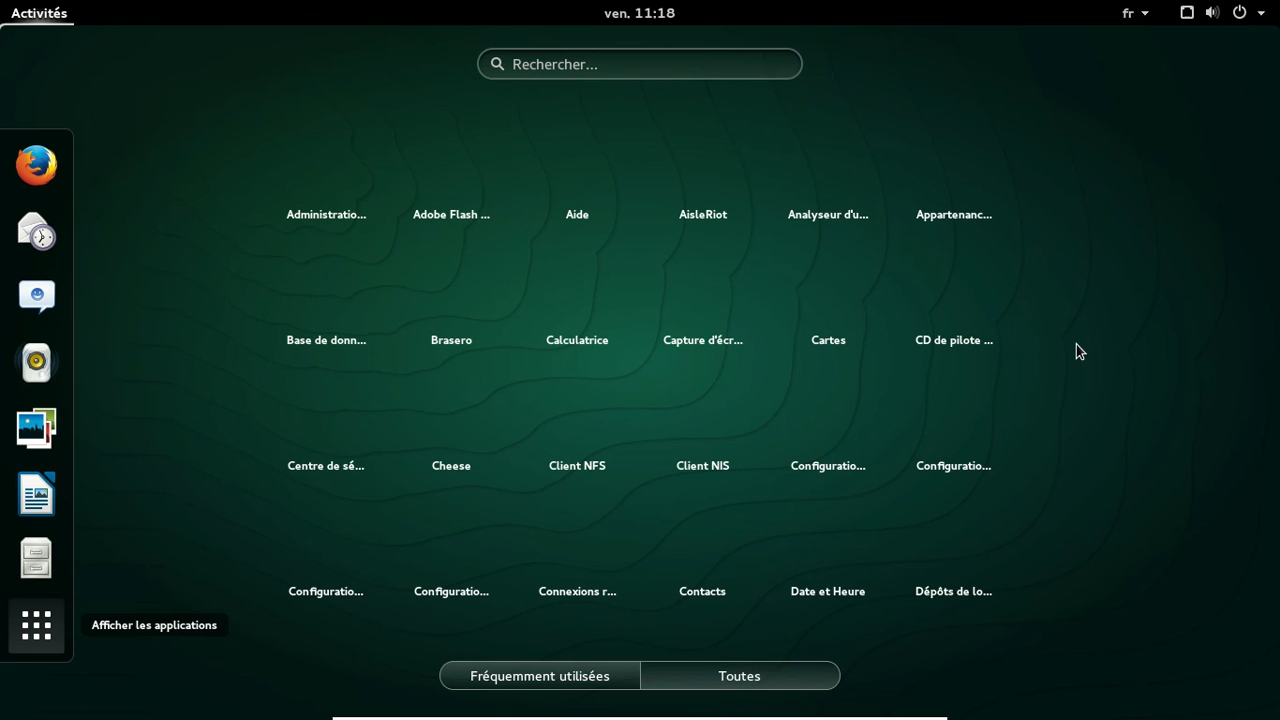 Activités
ven. 11:18
fr
Rechercher...
Administratio...
Adobe Flash ...
Aide
AisleRiot
Analyseur d'u...
Appartenanc...
Base de donn...
Brasero
Calculatrice
Capture d'écr...
Cartes
CD de pilote ...
Centre de sé...
Cheese
Client NFS
Client NIS
Configuratio...
Configuratio...
Configuratio...
Configuratio...
Connexions r...
Contacts
Date et Heure
Dépôts de lo...
Afficher les applications
Fréquemment utilisées
Toutes